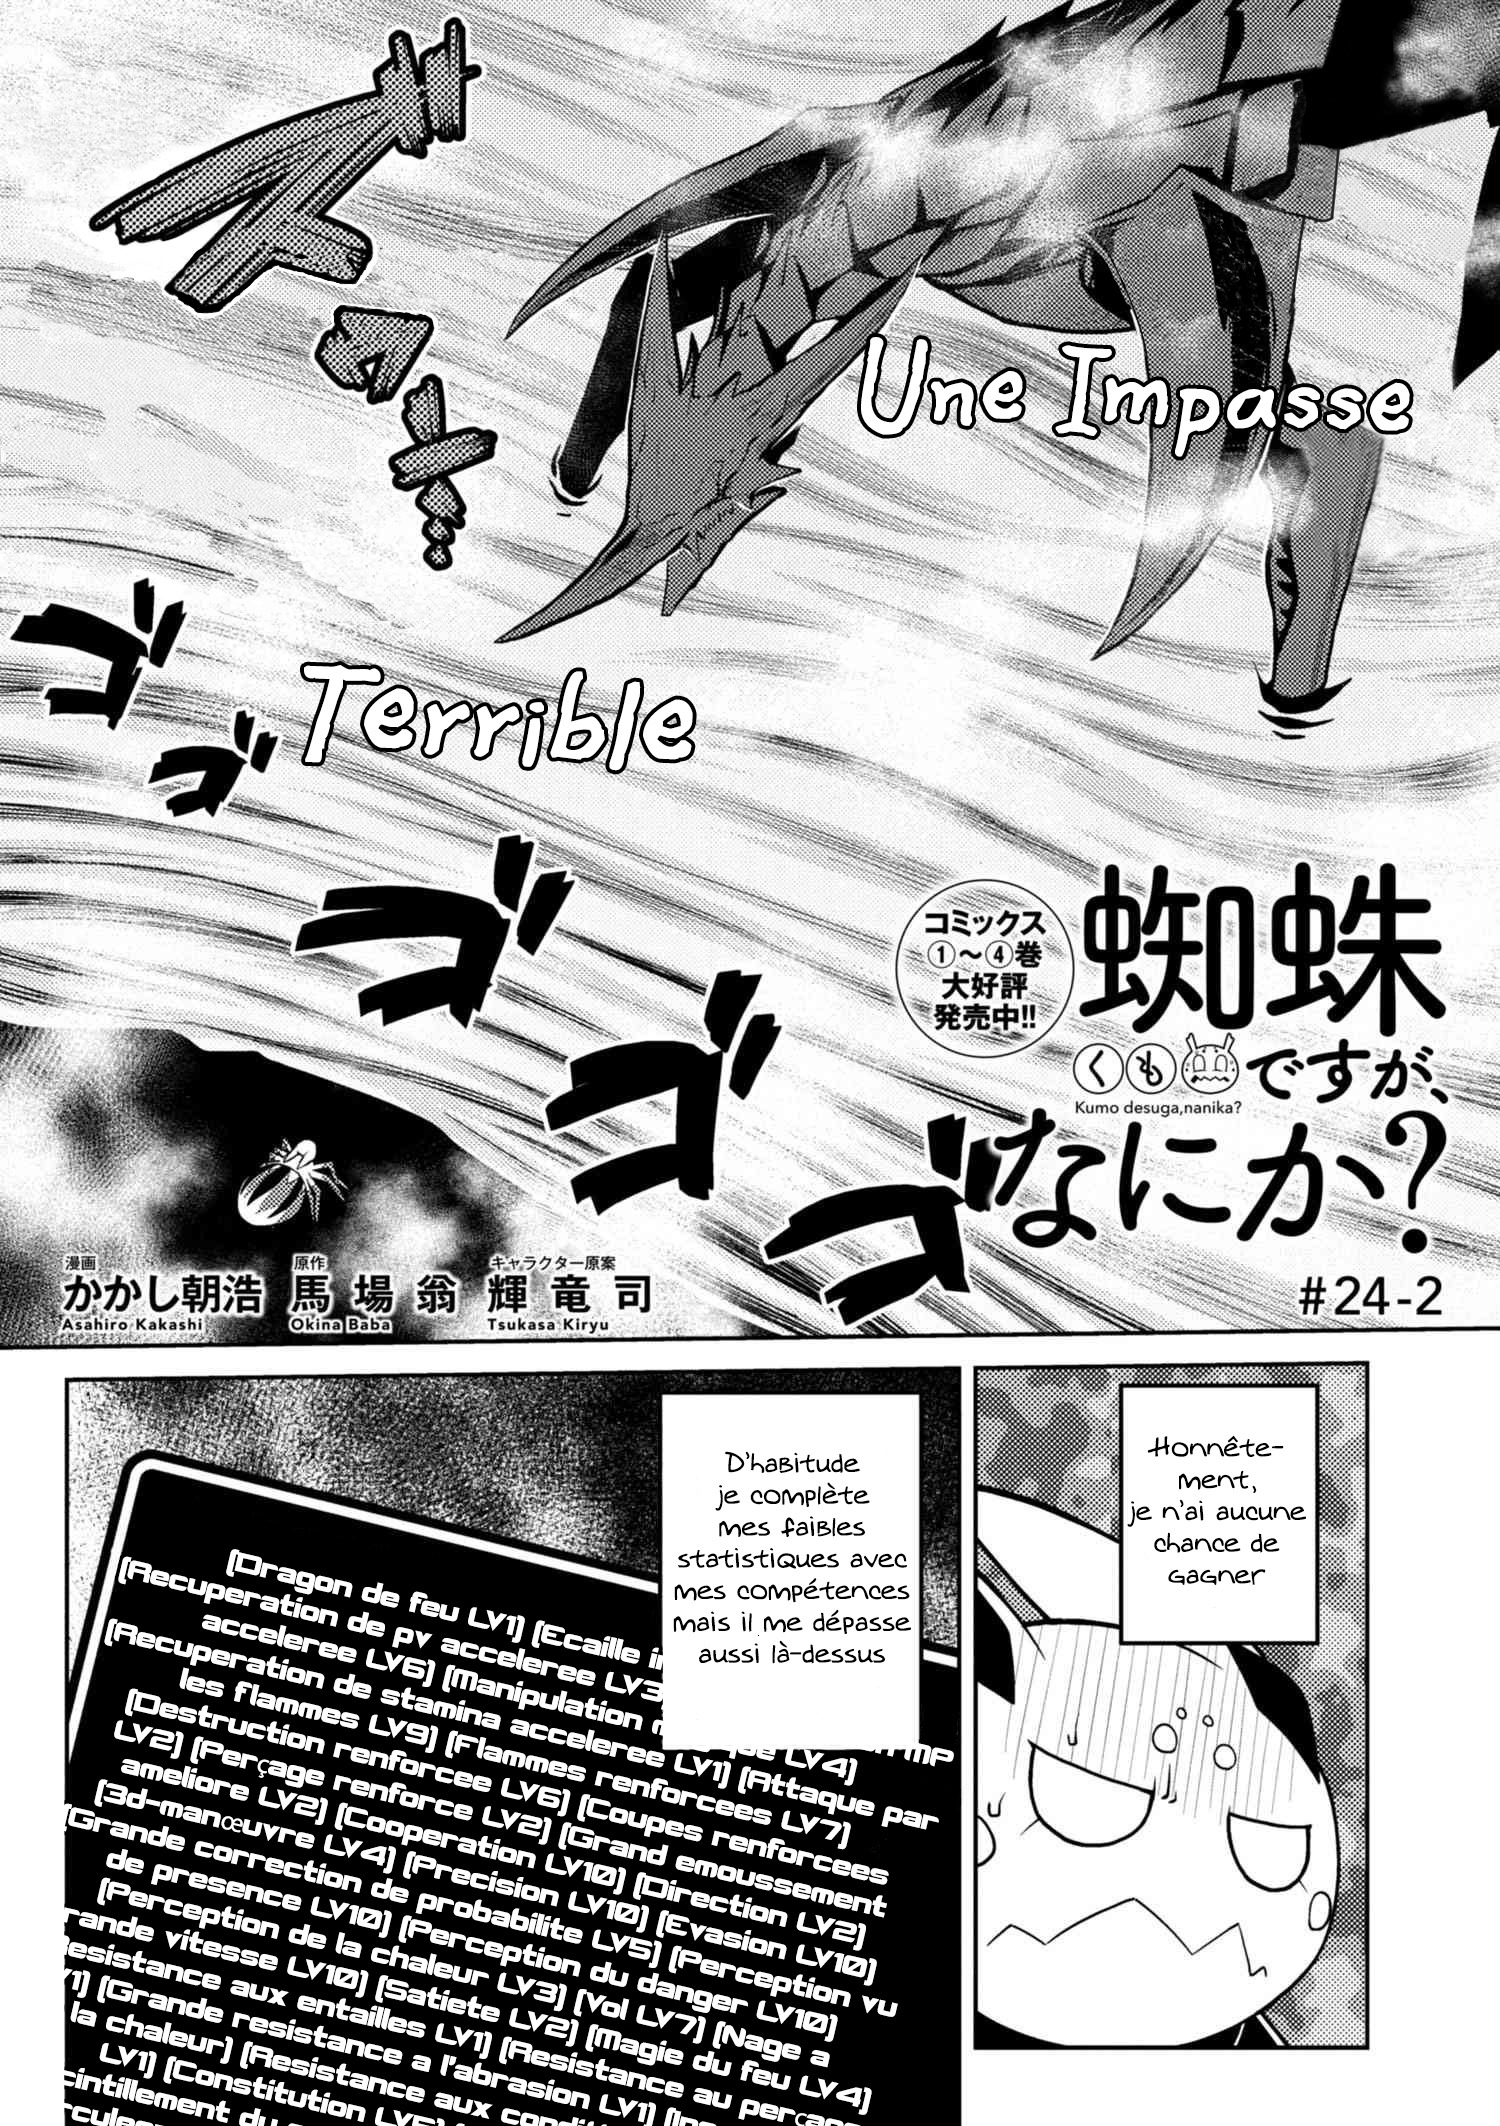 Une Impasse
Terrible
コミックス
①～④巻
大好評
発売中!!
蜘蛛
くも
ですが、
Kumo desuga,nanika?
なにか?
#24-2
漫画
かかし朝浩
Asahiro Kakashi
原作
馬場翁
Okina Baba
キャラクター原案
輝竜司
Tsukasa Kiryu
ゴ
ゴ
ゴ
ゴ
ゴ
ゴ
Honnête-
ment,
je n'ai aucune
chance de
gagner
D'habitude
je complète
mes faibles
statistiques avec
mes compétences
mais il me dépasse
aussi là-dessus
(Dragon de feu LV1) (Ecaille
(Recuperation de pv acceleree LV3
acceleree LV6) (Manipulation
MP
(Recuperation de stamina acceleree LV1) (Attaque par
LV4)
les flammes LV9) (Flammes renforcees LV7)
(Destruction renforcee LV6) (Coupes renforcees
LV2) (Perçage renforce LV2) (Grand emoussement
ameliore LV2) (Cooperation LV10) (Direction LV2)
(3d-manœuvre LV4) (Precision LV10) (Evasion LV10)
(Grande correction de probabilite LV5) (Perception vu
de presence LV10) (Perception du danger LV10)
(Perception de la chaleur LV3) (Vol LV7) (Nage a
rande vitesse LV10) (Satiete LV2) (Magie du feu LV4)
esistance aux entailles LV1) (Resistance au perçage
V1) (Grande resistance a l'abrasion LV1)
la chaleur) (Resistance aux
LV1) (Constitution LV5)
cintillement du